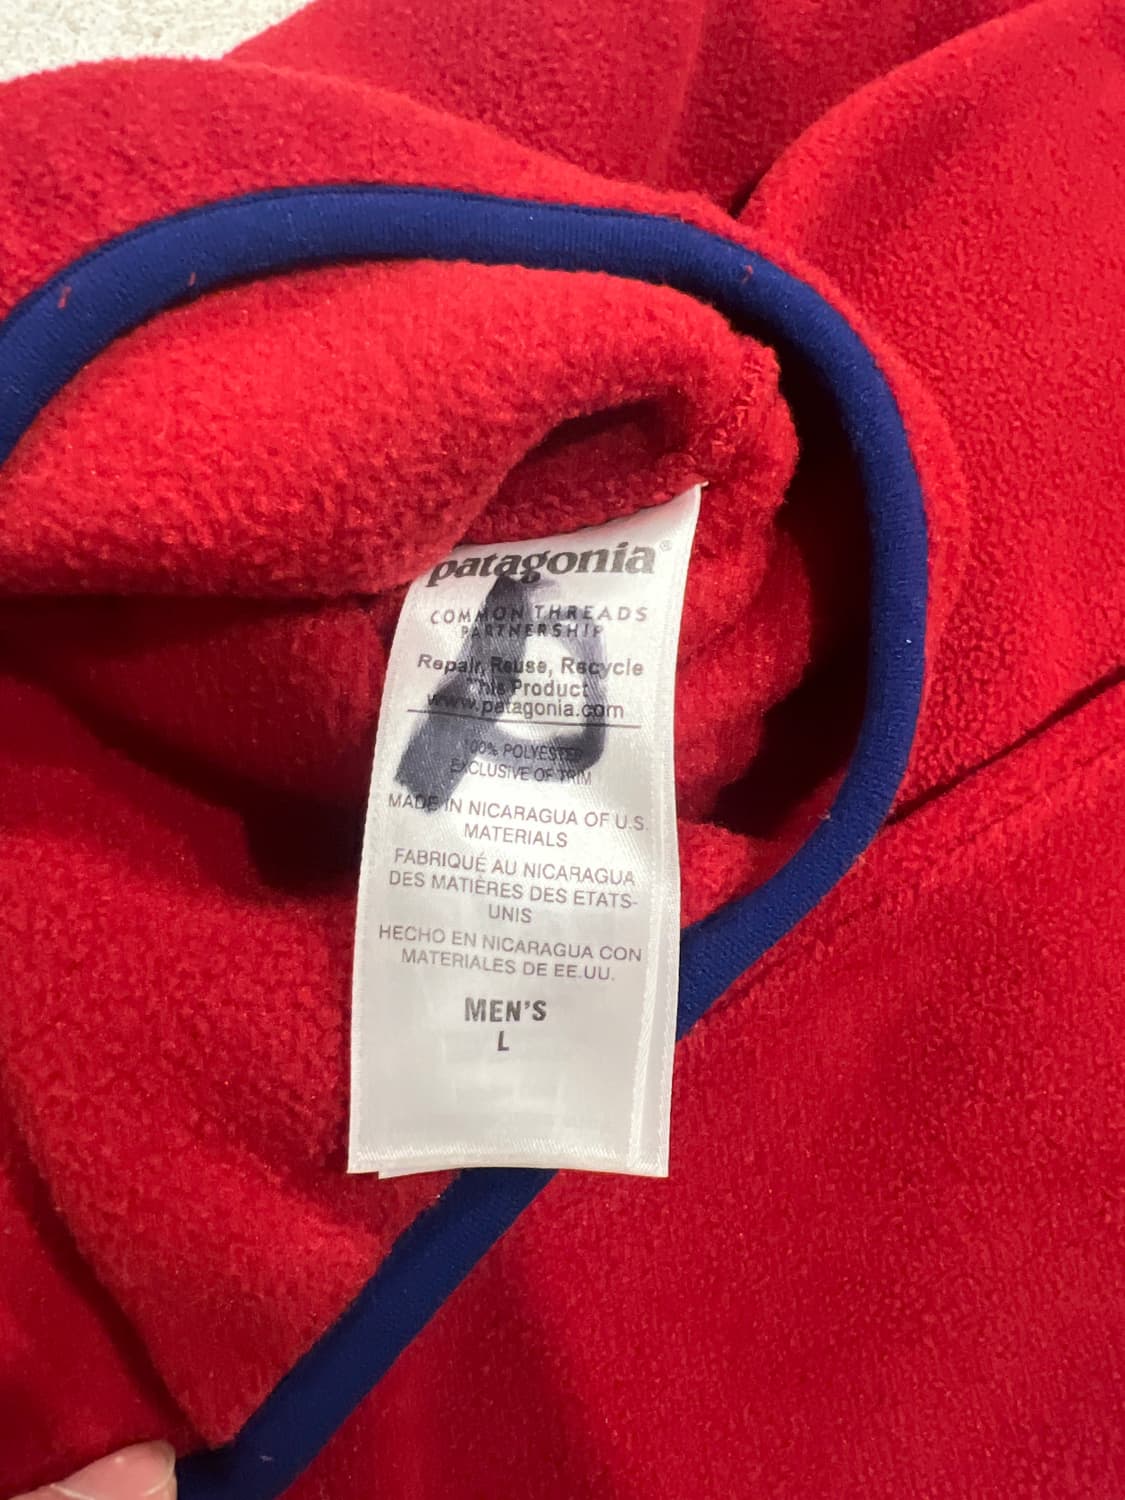 patagonia®
COMMON THREADS
PARTNERSHIP
Repair, Reuse, Recycle
This Product
www.patagonia.com
100% POLYESTER
EXCLUSIVE OF TRIM
MADE IN NICARAGUA OF U.S.
MATERIALS
FABRIQUÉ AU NICARAGUA
DES MATIÈRES DES ETATS-
UNIS
HECHO EN NICARAGUA CON
MATERIALES DE EE.UU.
MEN'S
L